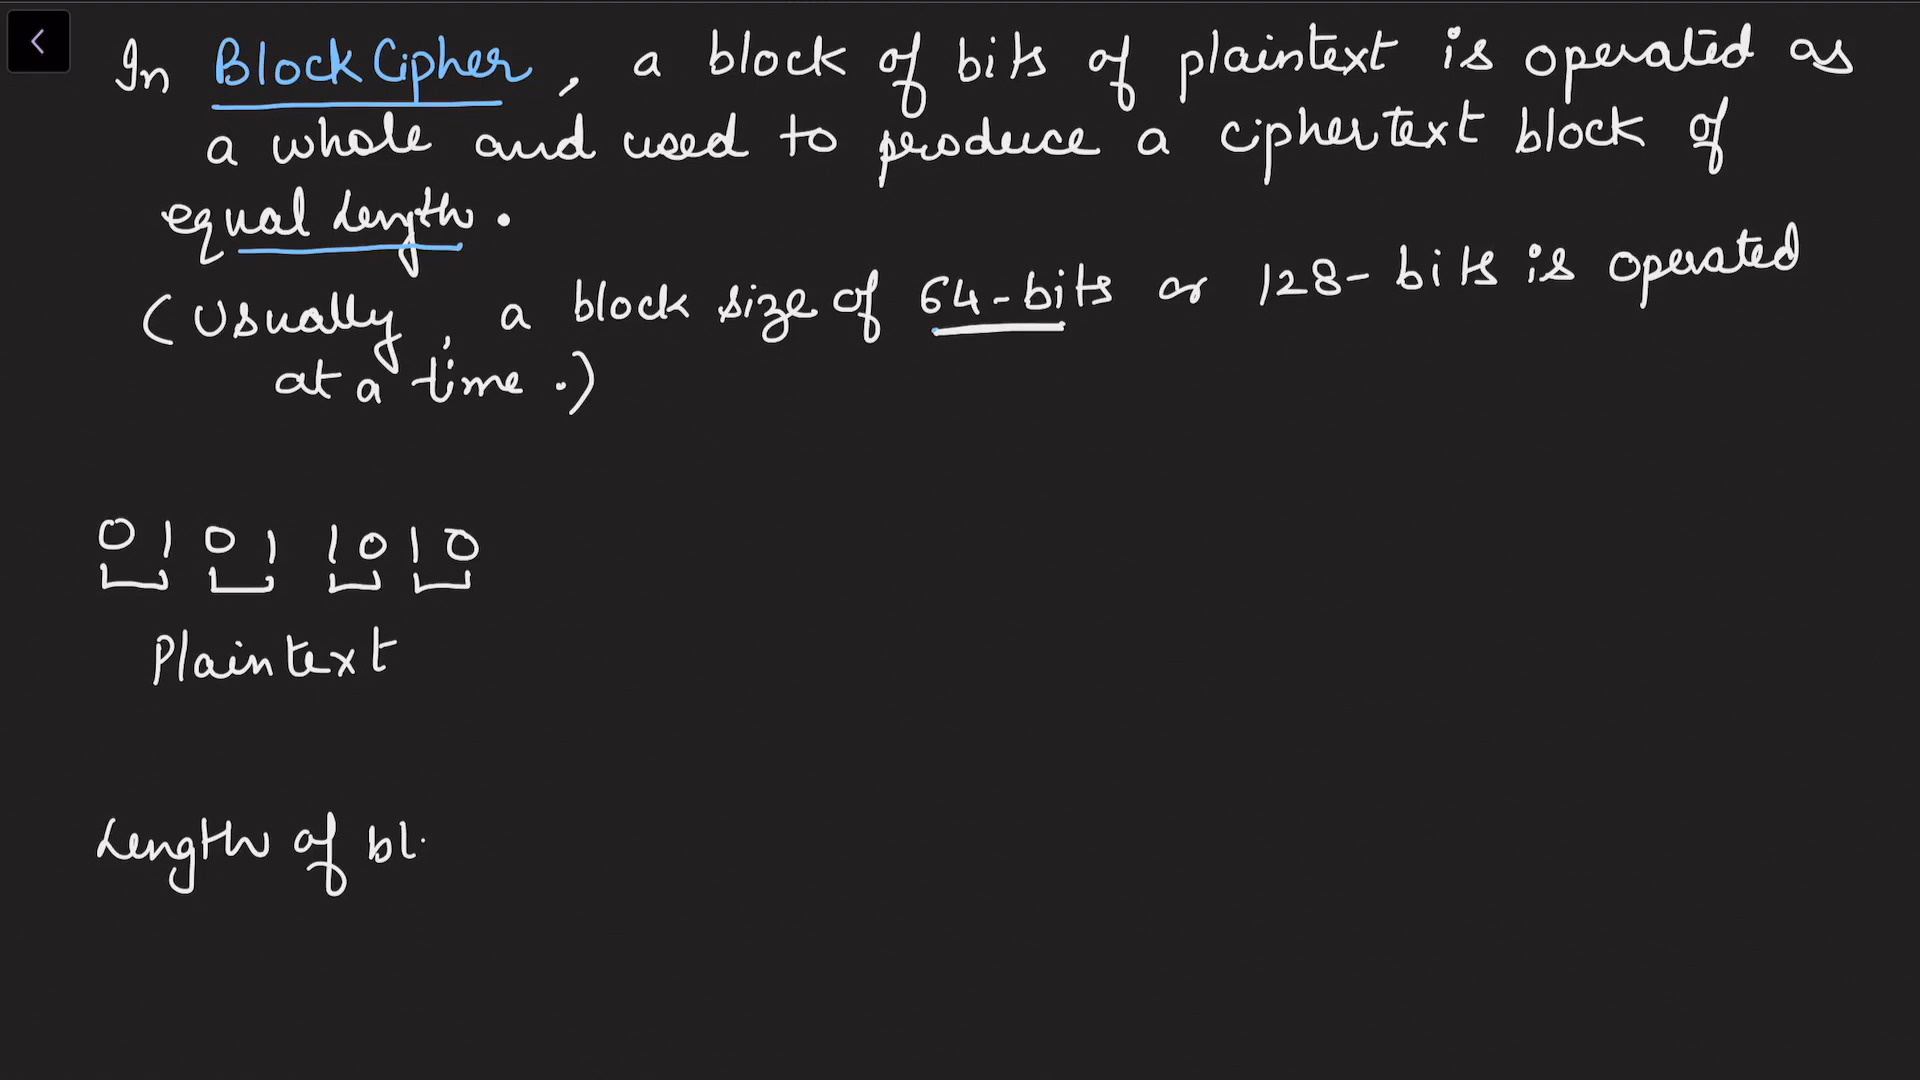 In Block Cipher, a block of bits of plaintext is operated as
a whole and used to produce a ciphertext block of
equal length.
(Usually, a block size of 64-bits or 128-bits is operated
at a time.)
0 1 0 1 1 0 1 0
Plaintext
Length of bl